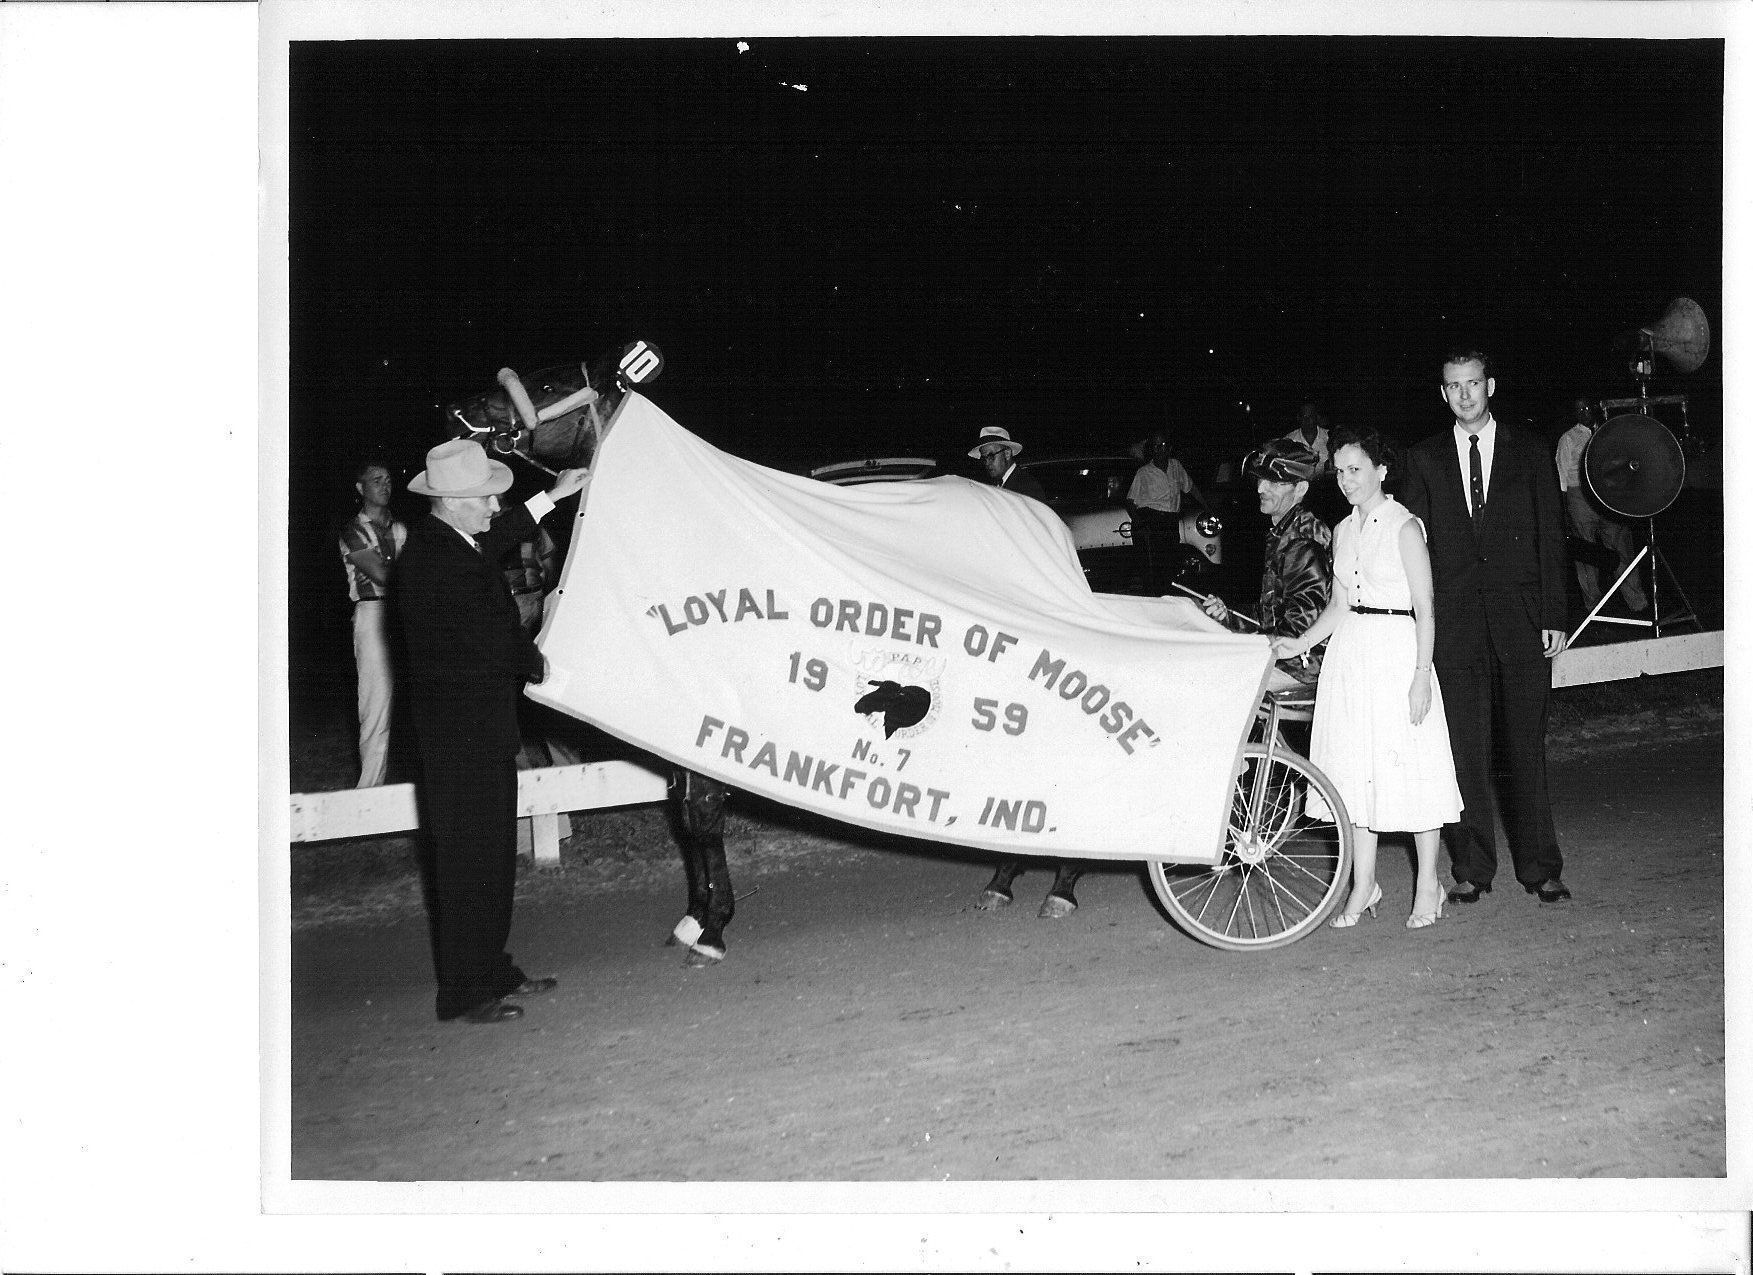 10
"LOYAL ORDER OF MOOSE"
19 59
P.A.P.
No. 7
FRANKFORT, IND.